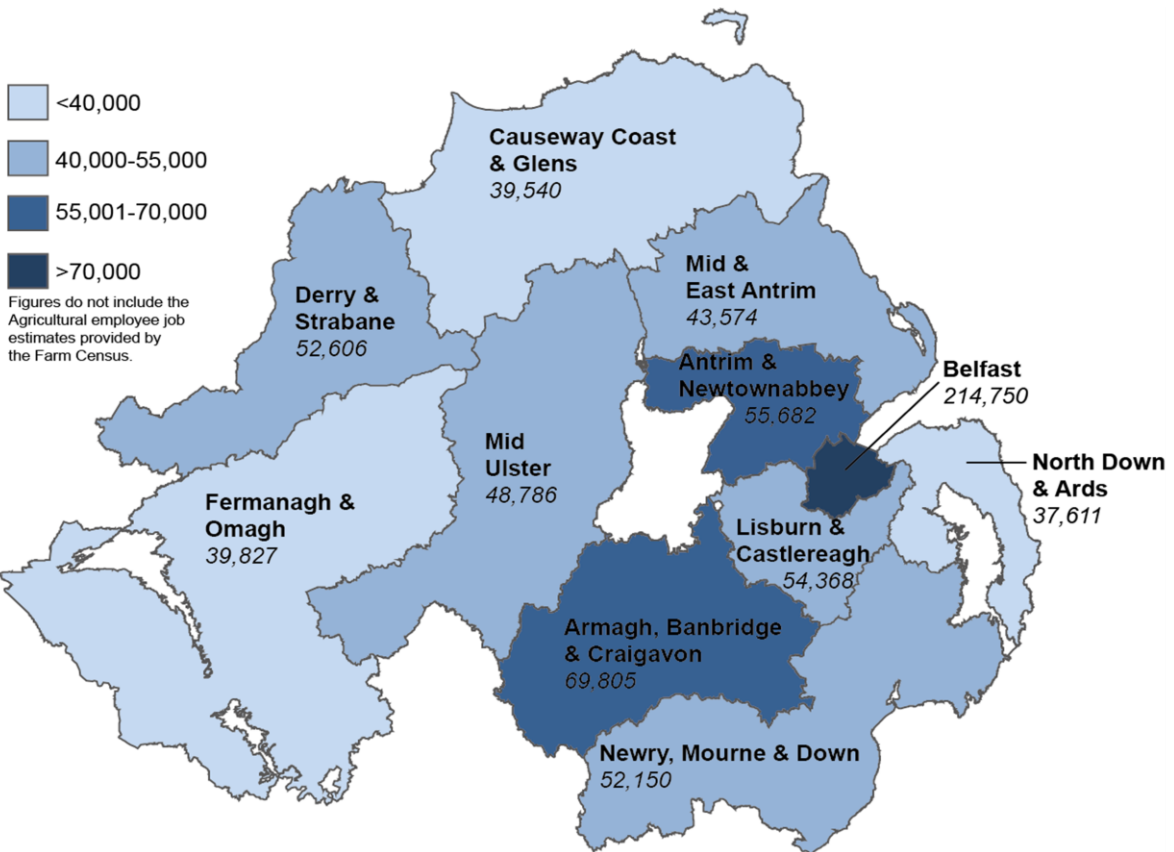 <40,000
40,000-55,000
55,001-70,000
>70,000
Figures do not include the
Agricultural employee job
estimates provided by
the Farm Census.
Causeway Coast
& Glens
39,540
Derry &
Strabane
52,606
Mid &
East Antrim
43,574
Antrim &
Newtownabbey
55,682
Belfast
214,750
North Down
& Ards
37,611
Mid
Ulster
48,786
Fermanagh &
Omagh
39,827
Lisburn &
Castlereagh
54,368
Armagh, Banbridge
& Craigavon
69,805
Newry, Mourne & Down
52,150